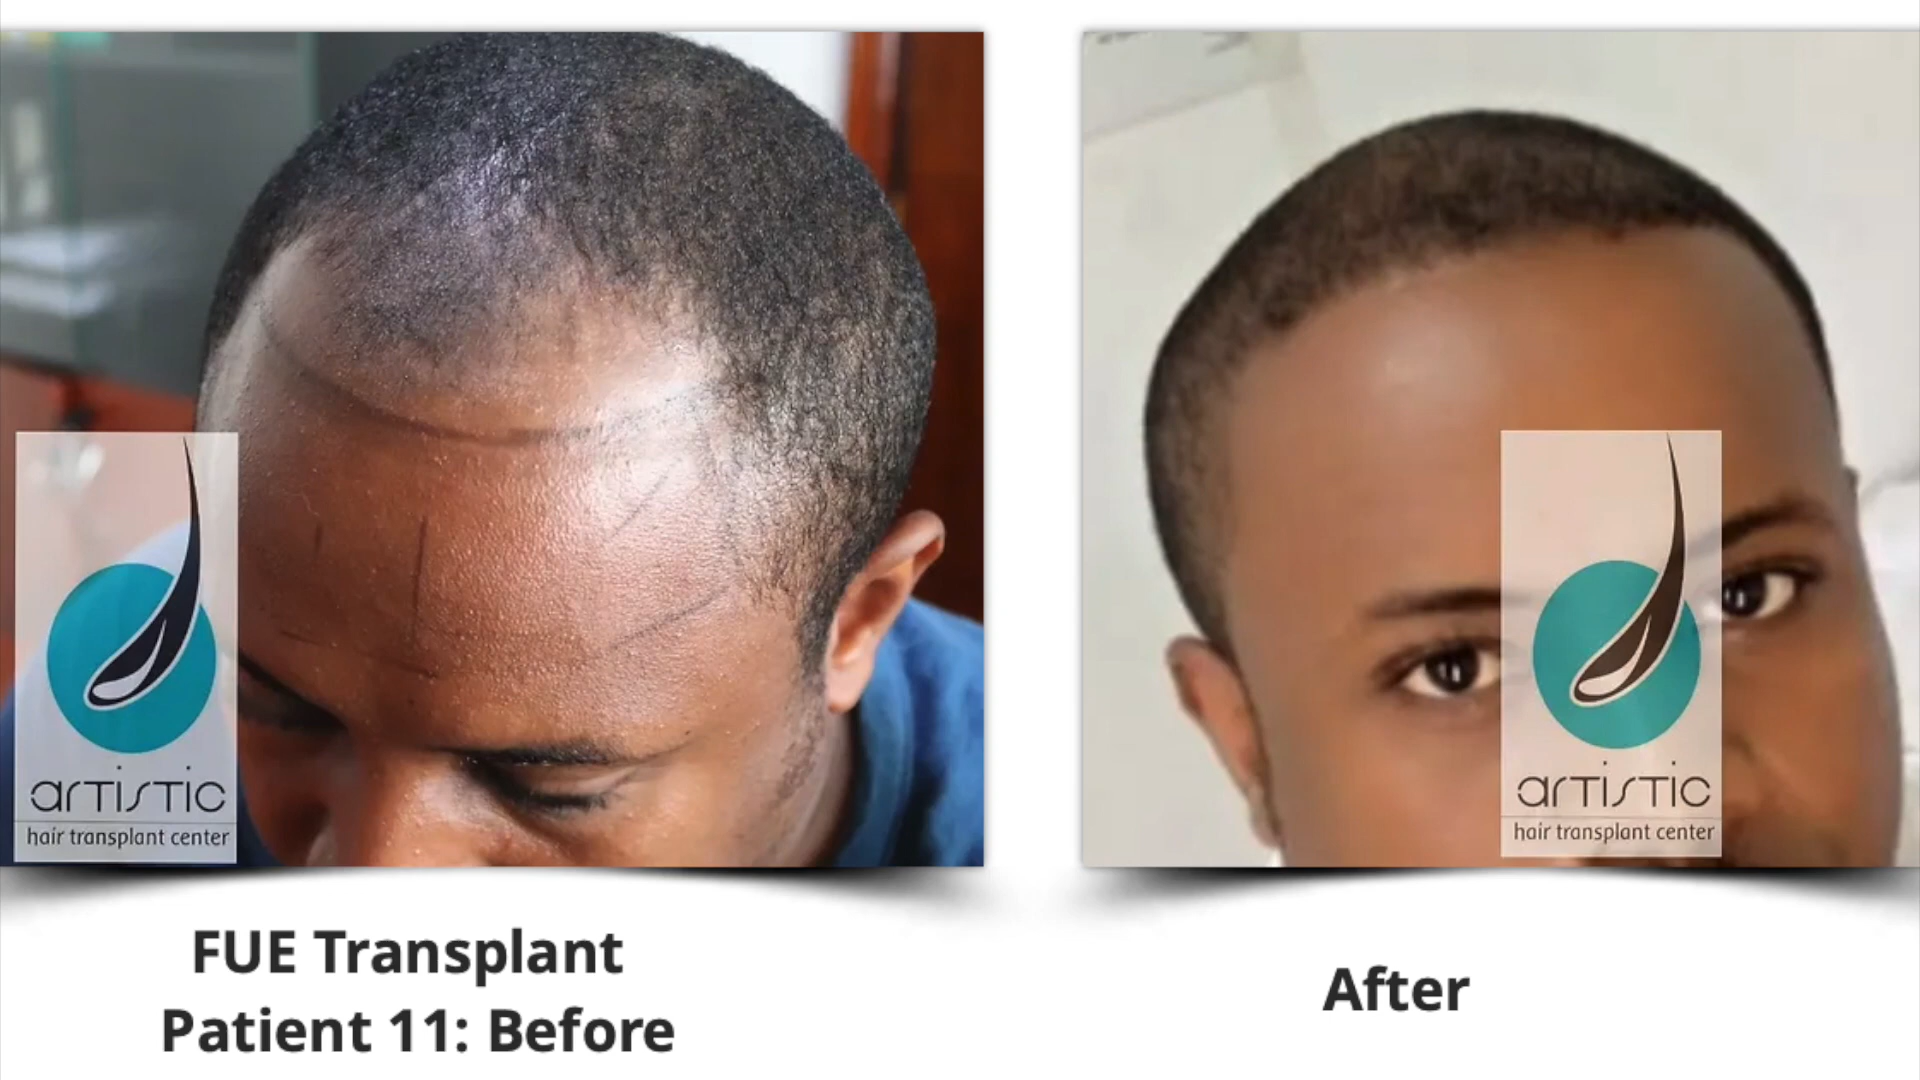 artistic
hair transplant center
artistic
hair transplant center
FUE Transplant
Patient 11: Before
After